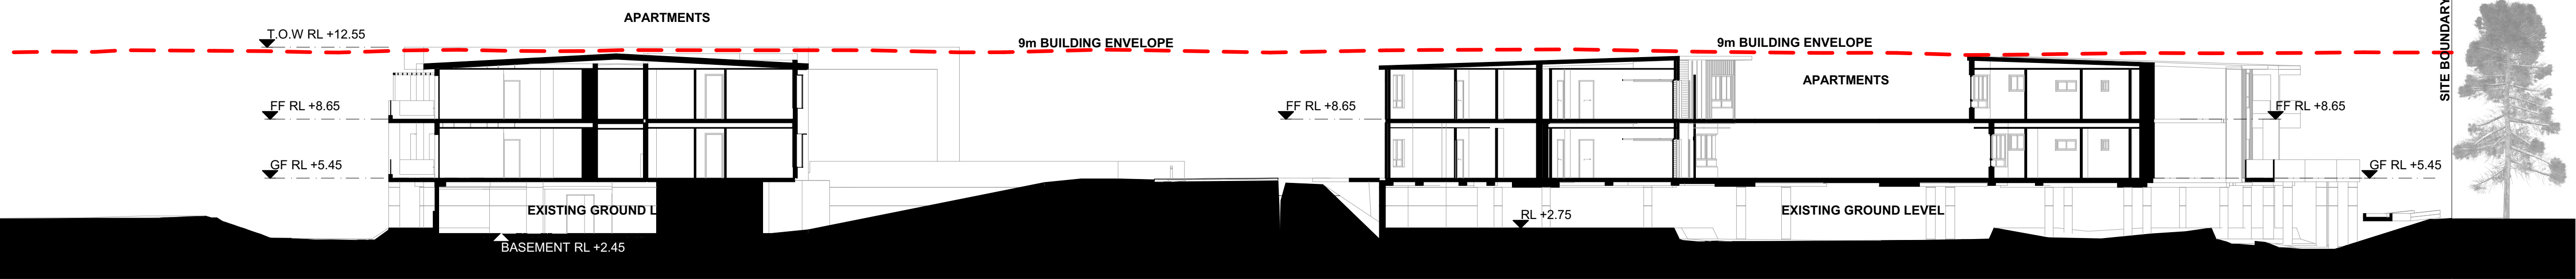 APARTMENTS
T.O.W RL +12.55
9m BUILDING ENVELOPE
9m BUILDING ENVELOPE
SITE BOUNDARY
APARTMENTS
FF RL +8.65
FF RL +8.65
FF RL +8.65
GF RL +5.45
GF RL +5.45
EXISTING GROUND L
RL +2.75
EXISTING GROUND LEVEL
BASEMENT RL +2.45